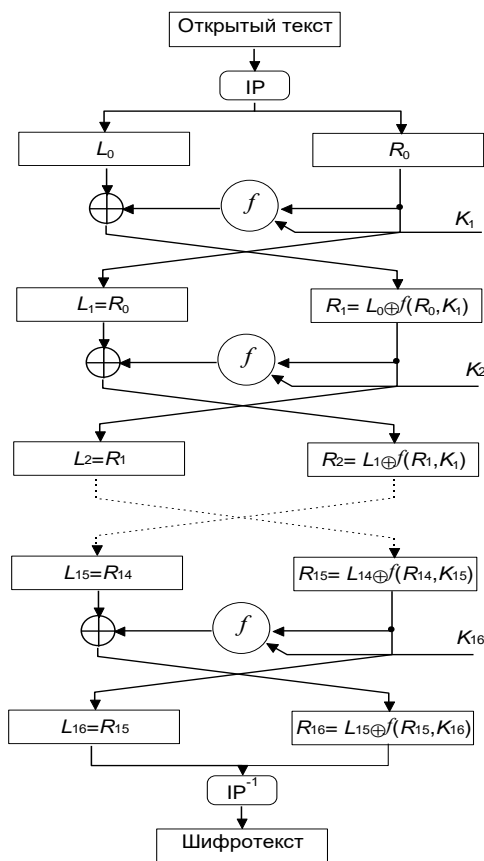 Открытый текст
IP
L₀
R₀
f
K₁
L₁=R₀
R₁= L₀⊕f(R₀,K₁)
f
K₂
L₂=R₁
R₂= L₁⊕f(R₁,K₁)
L₁₅=R₁₄
R₁₅= L₁₄⊕f(R₁₄,K₁₅)
f
K₁₆
L₁₆=R₁₅
R₁₆= L₁₅⊕f(R₁₅,K₁₆)
IP⁻¹
Шифротекст